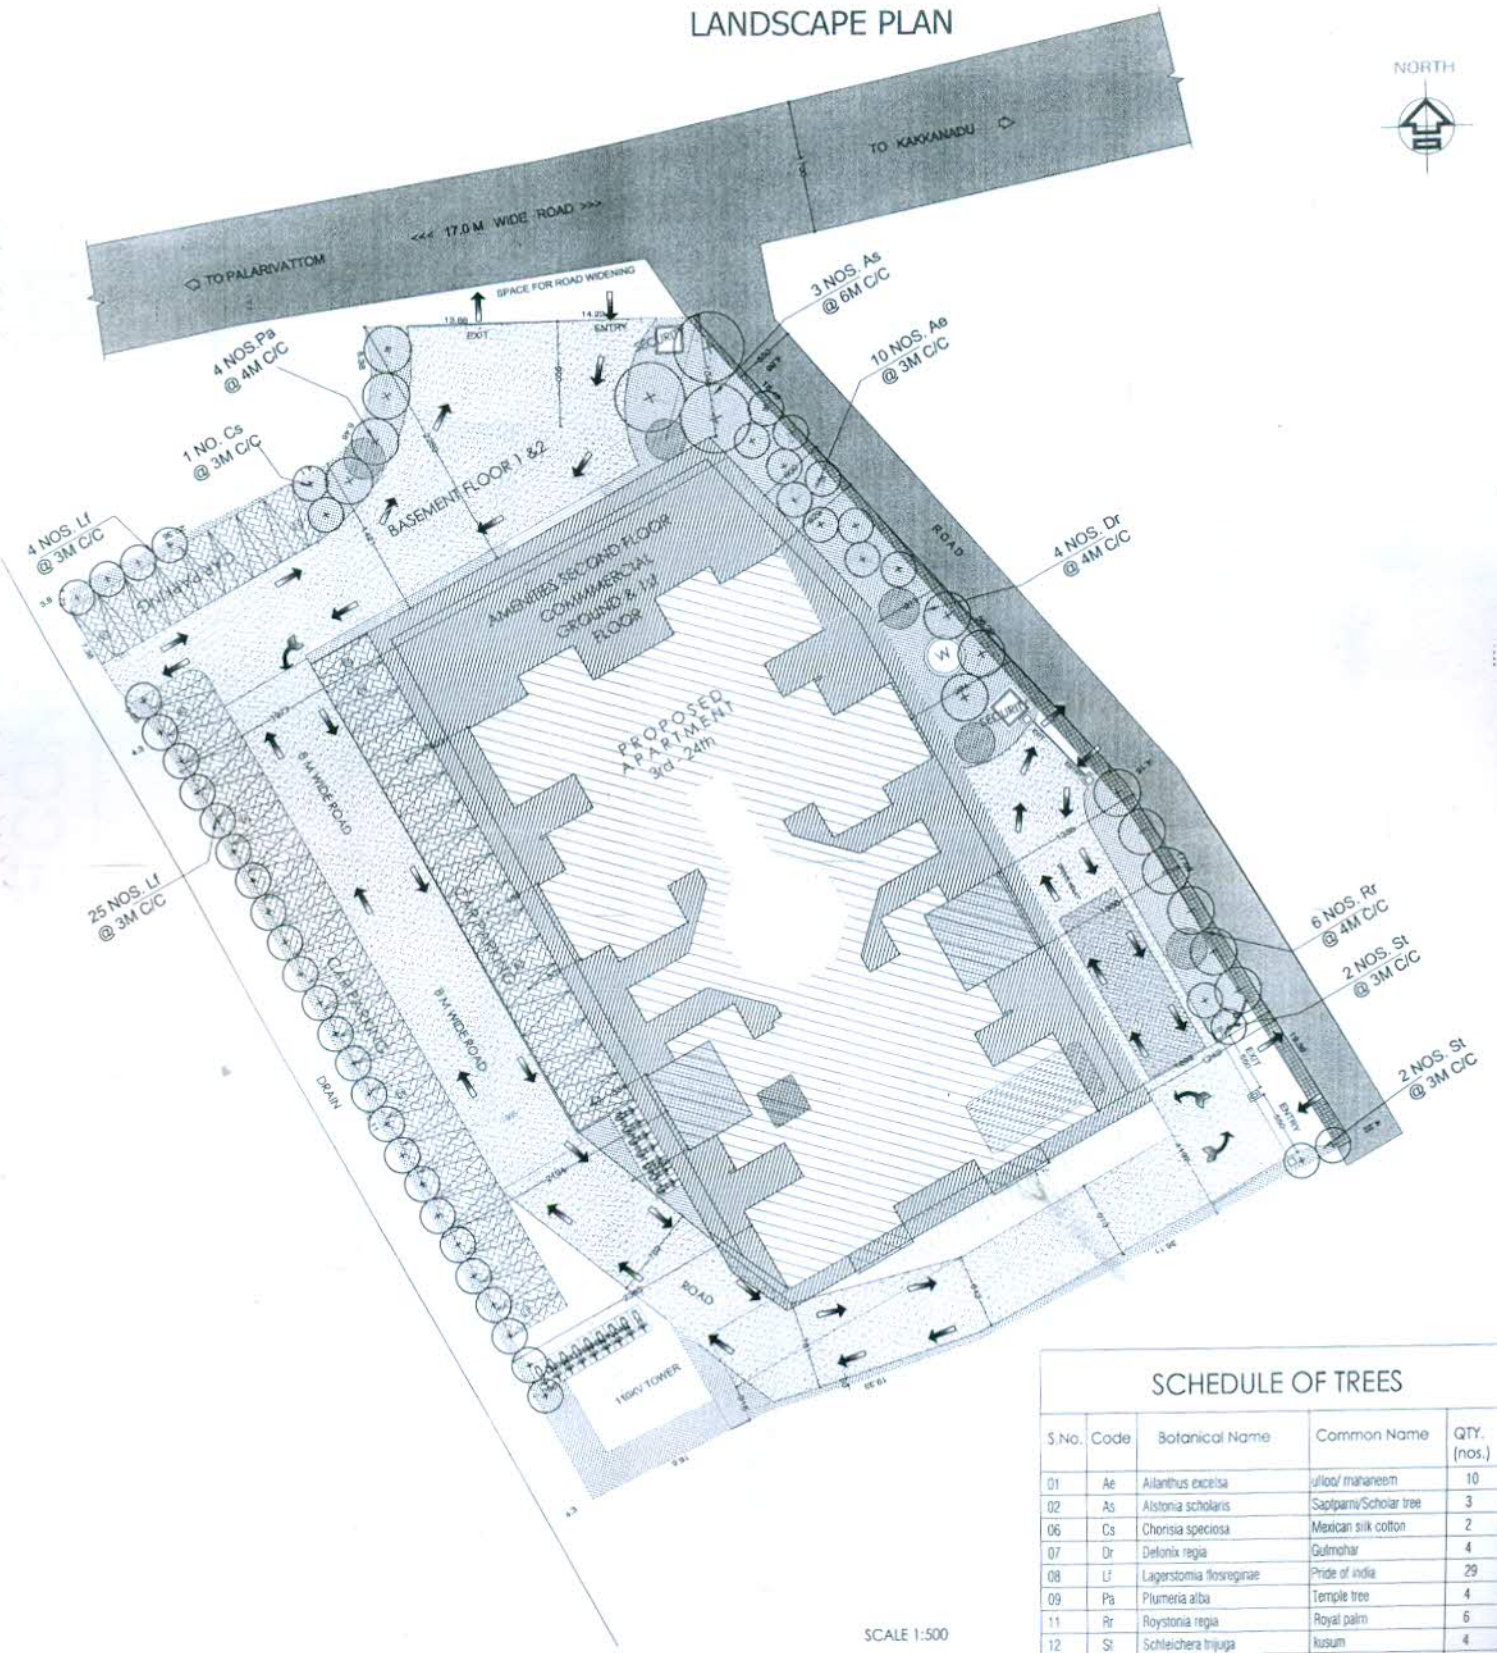 LANDSCAPE PLAN
NORTH
TO KAKKANADU
<<< 17.0 M WIDE ROAD >>>
TO PALARIVATTOM
SPACE FOR ROAD WIDENING
3 NOS. As
@ 6M C/C
EXIT
ENTRY
SECURITY
4 NOS.Pa
@ 4M C/C
10 NOS. Ae
@ 3M C/C
1 NO. Cs
@ 3M C/C
BASEMENT FLOOR 1 &2
4 NOS. Lf
@ 3M C/C
CAR PARKING
ROAD
4 NOS. Dr
@ 4M C/C
AMENITIES SECOND FLOOR
COMMMERCIAL
GROUND & 1st
FLOOR
W
PROPOSED
APARTMENT
3rd - 24th
SECURITY
8 M WIDE ROAD
25 NOS. Lf
@ 3M C/C
CAR PARKING
CAR PARKING
8 M WIDE ROAD
6 NOS. Rr
@ 4M C/C
2 NOS. St
@ 3M C/C
DRAIN
EXIT
ENTRY
2 NOS. St
@ 3M C/C
ROAD
110KV TOWER
SCHEDULE OF TREES
S.No. Code Botanical Name Common Name QTY. (nos.)
01 Ae Ailanthus excelsa ulloo/ mahaneem 10
02 As Alstonia scholaris Saptparni/Scholar tree 3
06 Cs Chorisia speciosa Mexican silk cotton 2
07 Dr Delonix regia Gulmohar 4
08 Lf Lagerstomia flosreginae Pride of india 29
09 Pa Plumeria alba Temple tree 4
11 Rr Roystonia regia Royal palm 6
12 St Schleichera trijuga kusum 4
SCALE 1:500